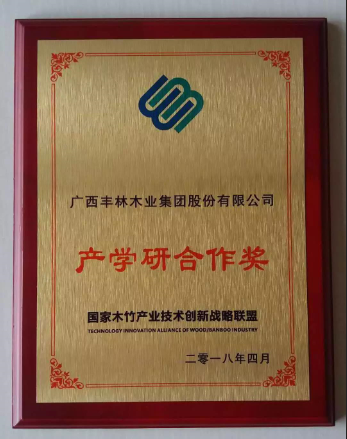 广西丰林木业集团股份有限公司
产学研合作奖
国家木竹产业技术创新战略联盟
TECHNOLOGY INNOVATION ALLIANCE OF WOOD/BAMBOO INDUSTRY
二零一八年四月